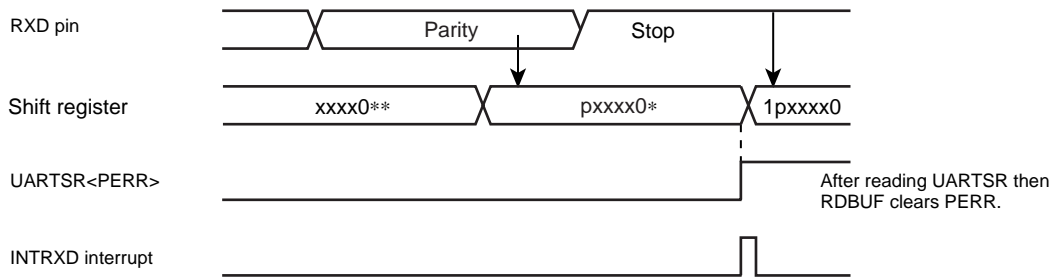 RXD pin
Parity
Stop
Shift register
xxxx0**
pxxxx0*
1pxxxx0
UARTSR<PERR>
After reading UARTSR then
RDBUF clears PERR.
INTRXD interrupt